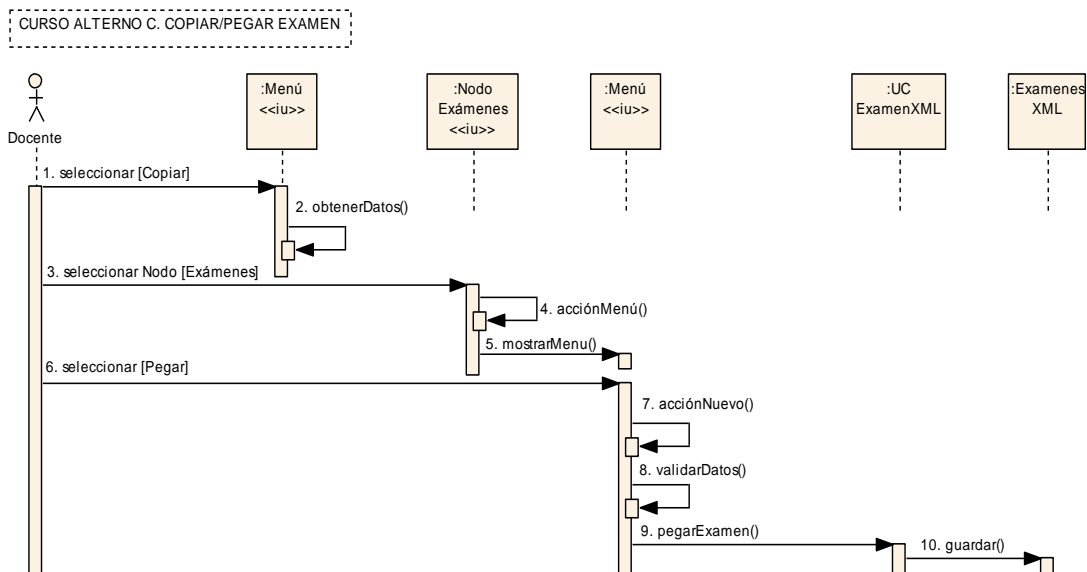 CURSO ALTERNO C. COPIAR/PEGAR EXAMEN
Docente
:Menú
<<iu>>
:Nodo
Exámenes
<<iu>>
:Menú
<<iu>>
:UC
ExamenXML
:Examenes
XML
1. seleccionar [Copiar]
2. obtenerDatos()
3. seleccionar Nodo [Exámenes]
4. acciónMenú()
5. mostrarMenu()
6. seleccionar [Pegar]
7. acciónNuevo()
8. validarDatos()
9. pegarExamen()
10. guardar()